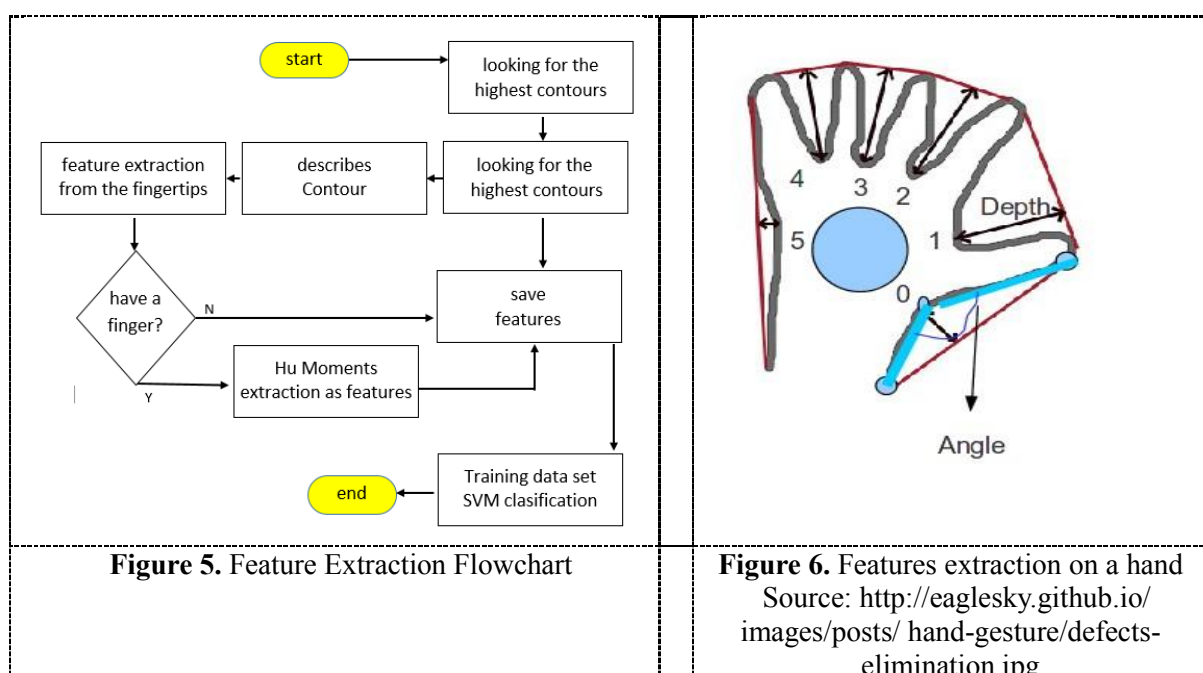 start
looking for the
highest contours
feature extraction
from the fingertips
describes
Contour
looking for the
highest contours
have a
finger?
N
save
features
Y
Hu Moments
extraction as features
end
Training data set
SVM clasification
Figure 5. Feature Extraction Flowchart
4
3
2
Depth
5
1
0
Angle
Figure 6. Features extraction on a hand
Source: http://eaglesky.github.io/
images/posts/ hand-gesture/defects-
elimination.jpg